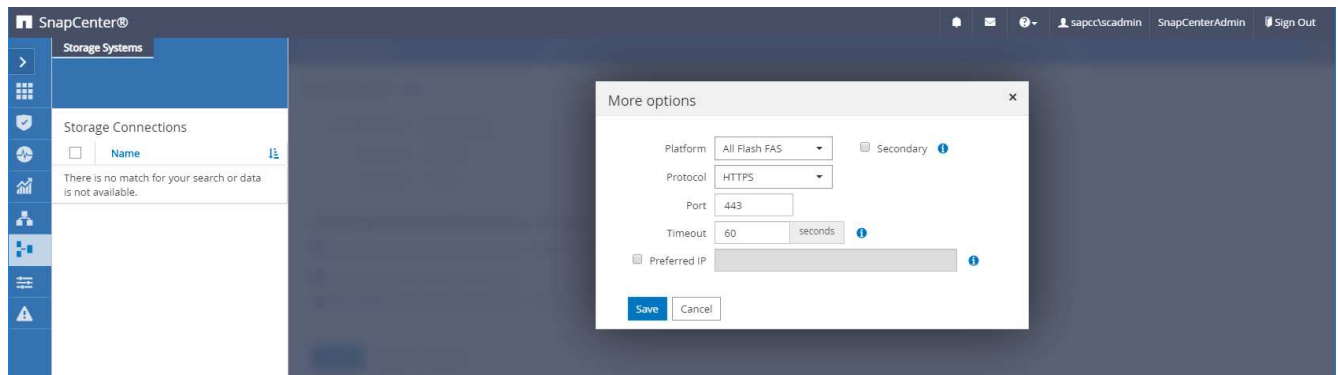 SnapCenter®
sapcc\scadmin SnapCenterAdmin Sign Out
Storage Systems
Storage Connections
Name
There is no match for your search or data
is not available.
More options
Platform All Flash FAS Secondary
Protocol HTTPS
Port 443
Timeout 60 seconds
Preferred IP
Save Cancel